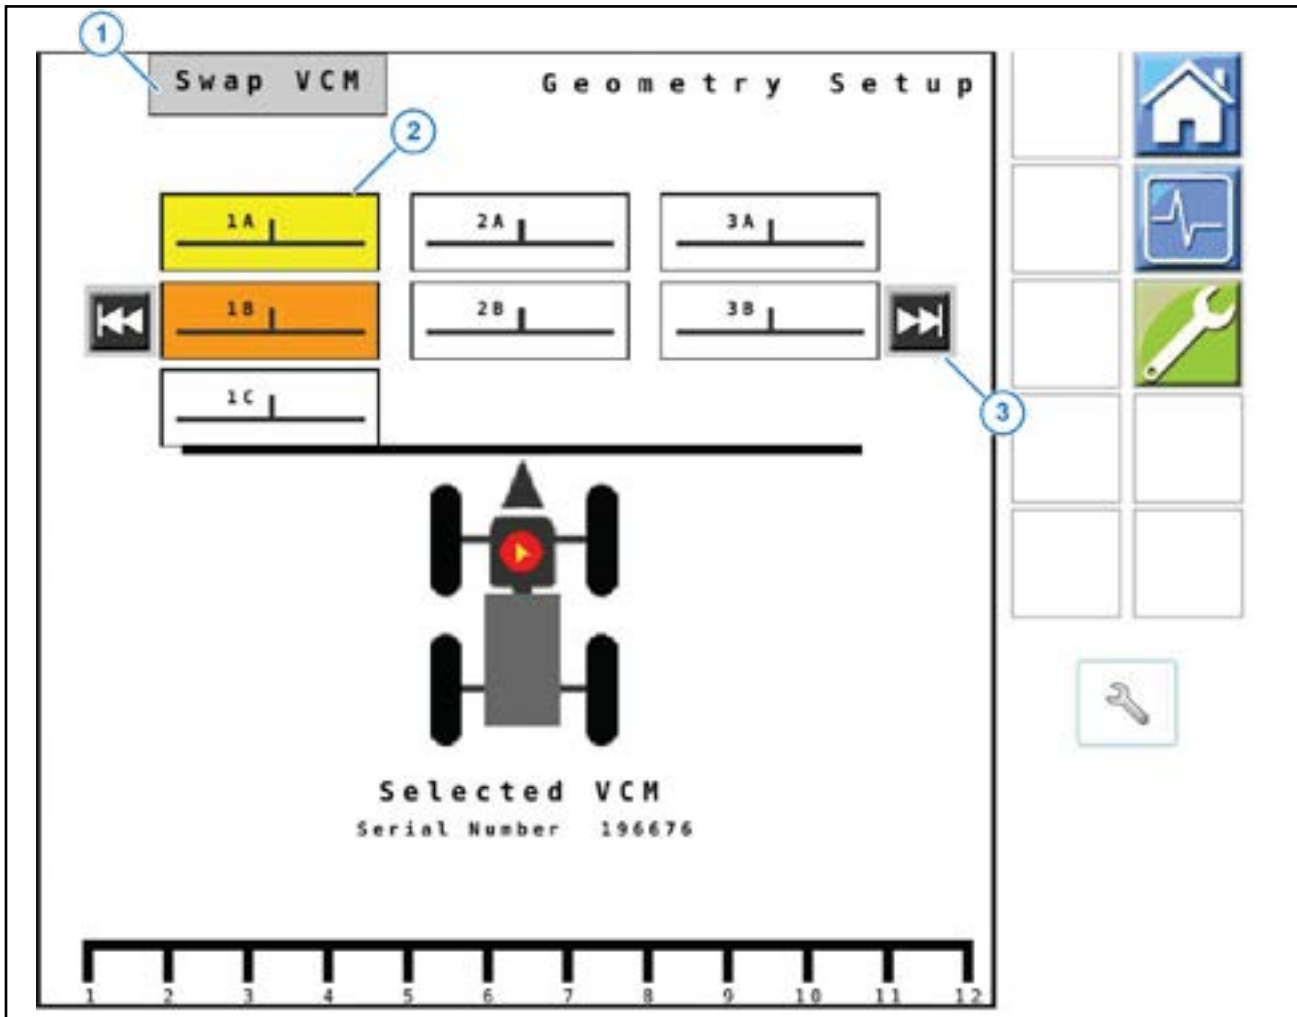 1
Swap VCM
Geometry Setup
2
1A
2A
3A
1B
2B
3B
1C
3
Selected VCM
Serial Number 196676
1 2 3 4 5 6 7 8 9 10 11 12